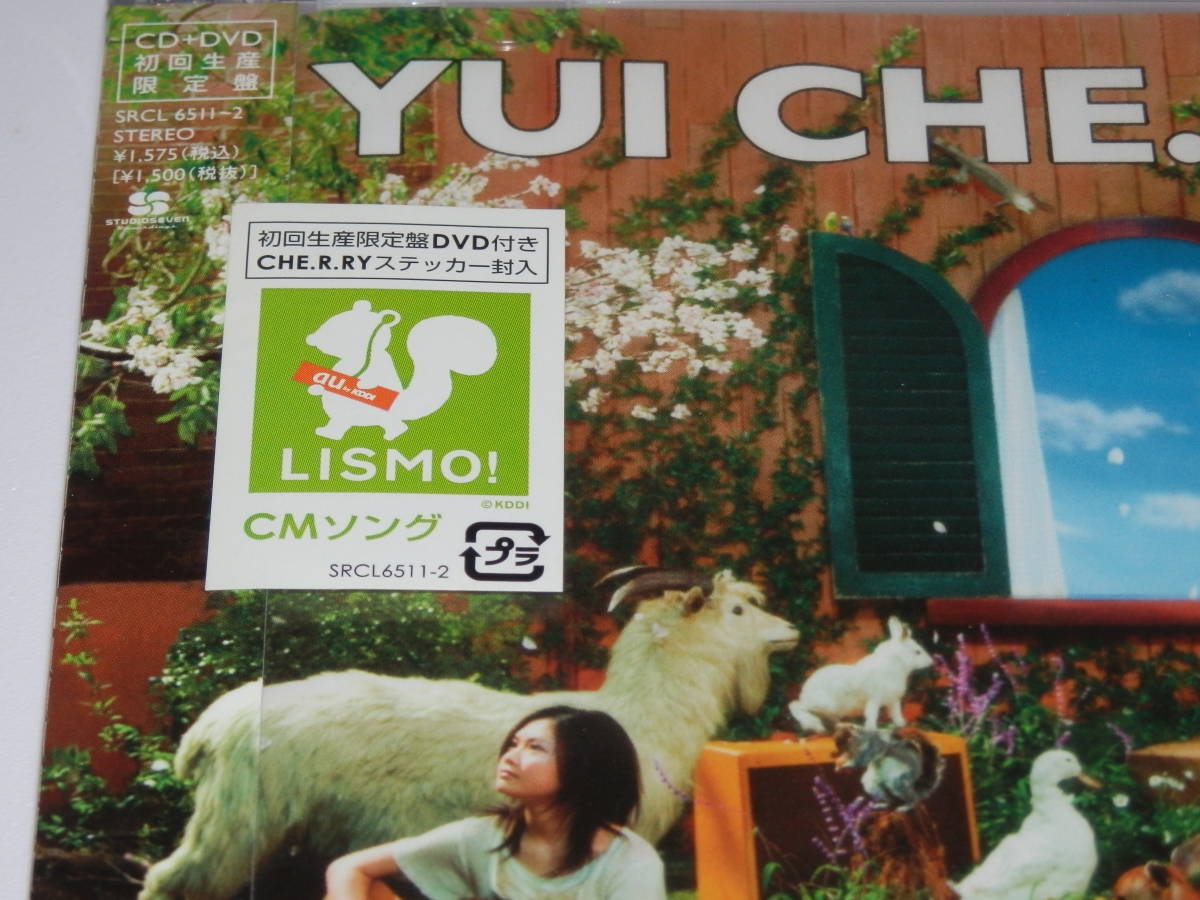 CD+DVD
初回生産
限定盤
SRCL 6511~2
STEREO
¥1,575(税込)
[¥1,500(税抜)]
STUDIOSEVEN
Recordings
YUI CHE.
初回生産限定盤DVD付き
CHE.R.RYステッカー封入
au by KDDI
LISMO!
©KDDI
CMソング
プラ
SRCL6511-2